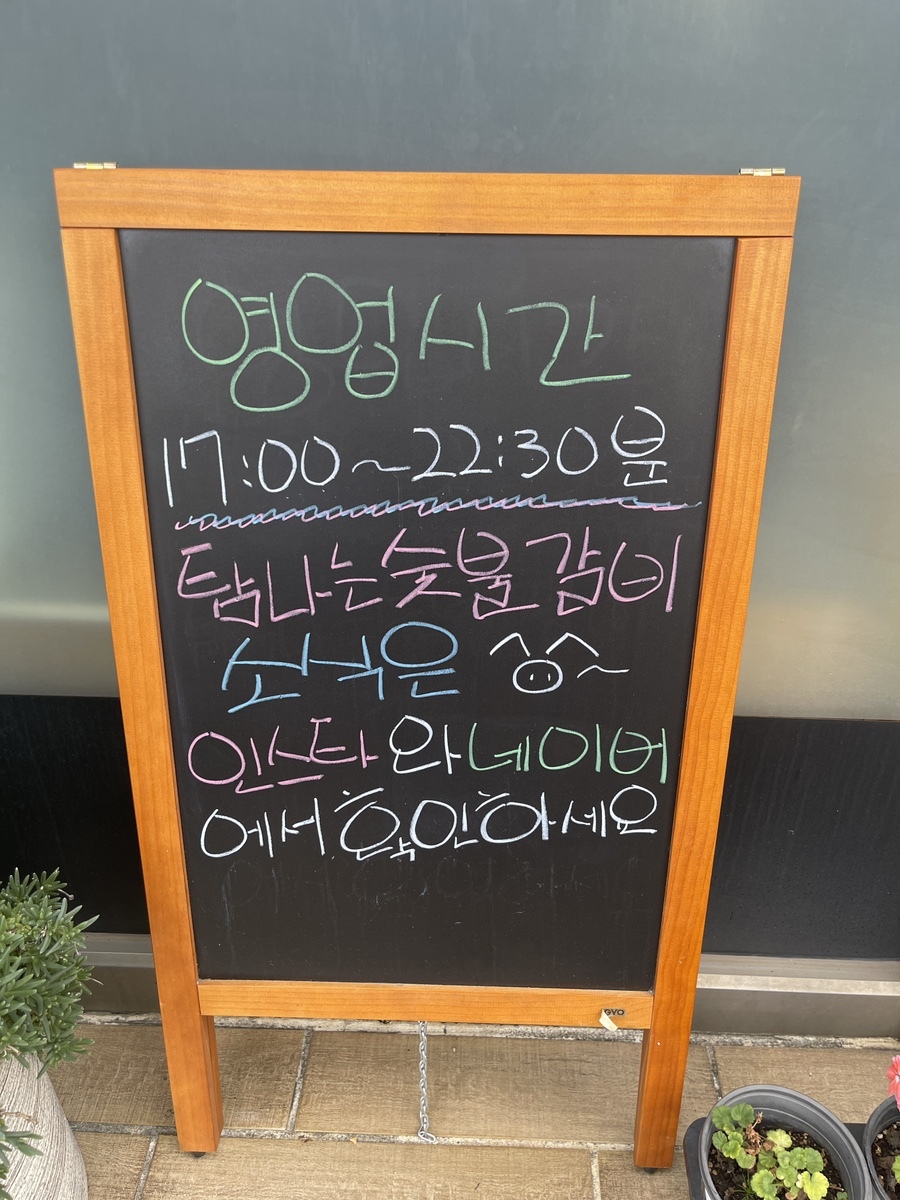 영업시간
17:00~22:30분
탐나는숯불 갈비
소식은 ^^~
인스타와네이버
에서 확인하세요
GYO